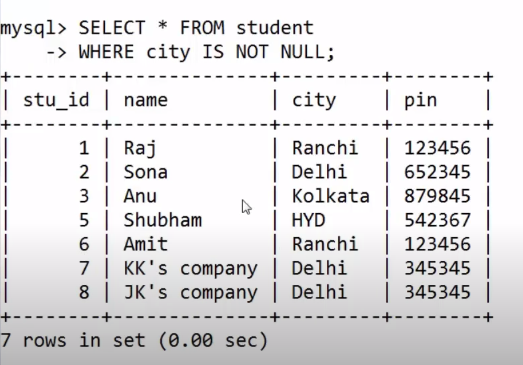 mysql> SELECT * FROM student
    -> WHERE city IS NOT NULL;
+--------+--------------+---------+--------+
| stu_id | name         | city    | pin    |
+--------+--------------+---------+--------+
|      1 | Raj          | Ranchi  | 123456 |
|      2 | Sona         | Delhi   | 652345 |
|      3 | Anu          | Kolkata | 879845 |
|      5 | Shubham      | HYD     | 542367 |
|      6 | Amit         | Ranchi  | 123456 |
|      7 | KK's company | Delhi   | 345345 |
|      8 | JK's company | Delhi   | 345345 |
+--------+--------------+---------+--------+
7 rows in set (0.00 sec)